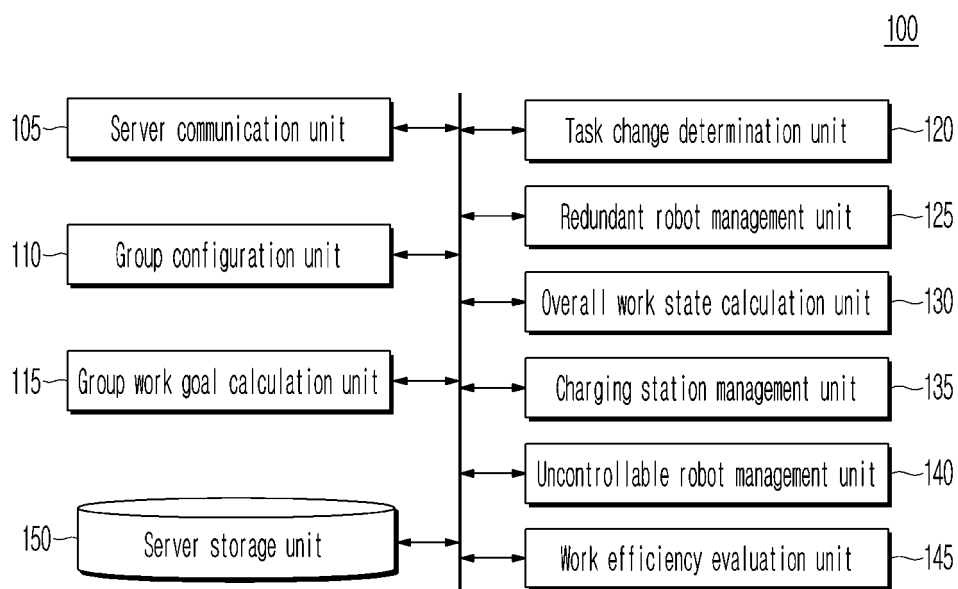 100
105
Server communication unit
110
Group configuration unit
115
Group work goal calculation unit
150
Server storage unit
Task change determination unit
120
Redundant robot management unit
125
Overall work state calculation unit
130
Charging station management unit
135
Uncontrollable robot management unit
140
Work efficiency evaluation unit
145